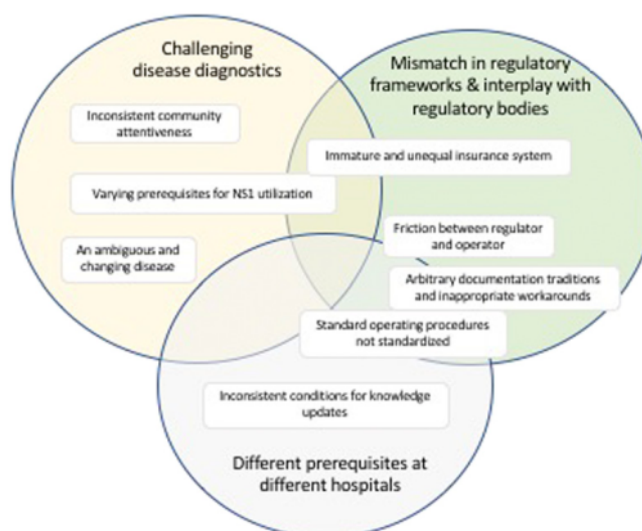 Challenging
disease diagnostics
Mismatch in regulatory
frameworks & interplay with
regulatory bodies
Inconsistent community
attentiveness
Immature and unequal insurance system
Varying prerequisites for NS1 utilization
Friction between regulator
and operator
An ambiguous and
changing disease
Arbitrary documentation traditions
and inappropriate workarounds
Standard operating procedures
not standardized
Inconsistent conditions for knowledge
updates
Different prerequisites at
different hospitals